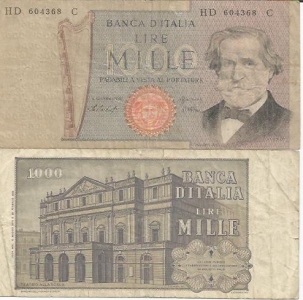 HD 604368 C HD 604368 C
BANCA D'ITALIA
LIRE
MILLE
PAGABILI A VISTA AL PORTATORE
1000
BANCA
D'ITALIA
LIRE
MILLE